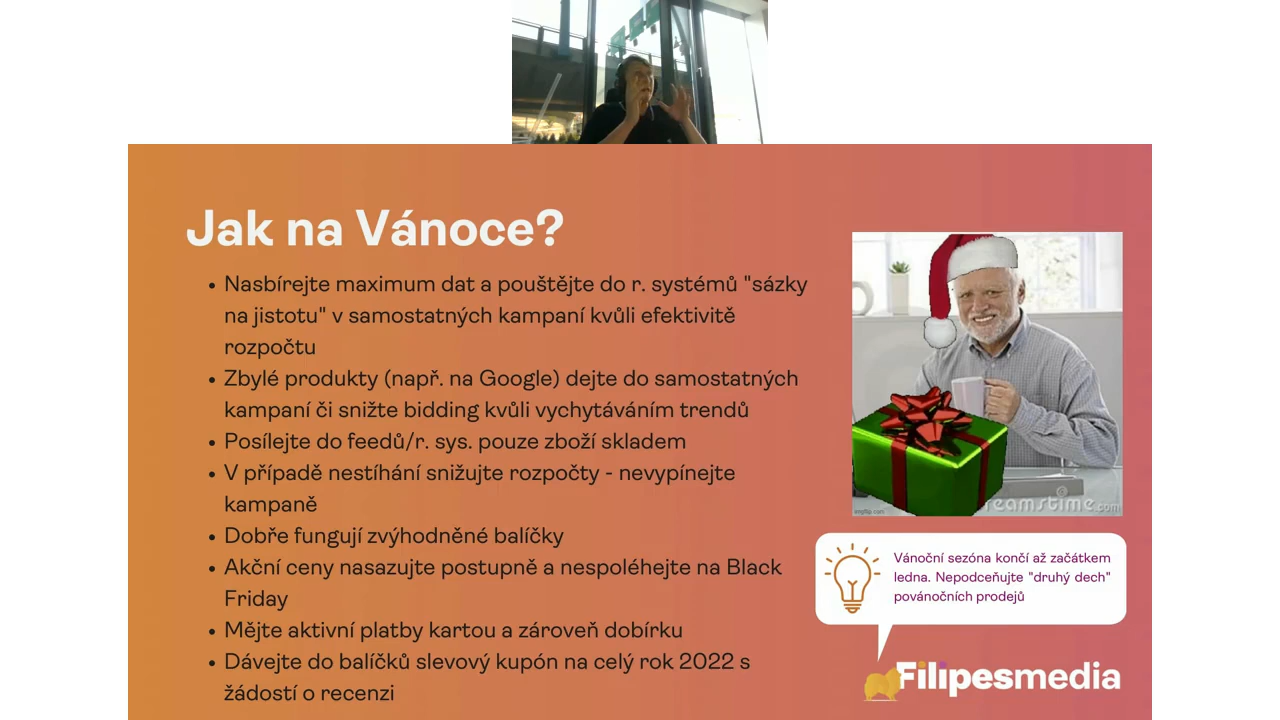 Jak na Vánoce?
Nasbírejte maximum dat a pouštějte do r. systémů "sázky
na jistotu" v samostatných kampaní kvůli efektivitě
rozpočtu
Zbylé produkty (např. na Google) dejte do samostatných
kampaní či snižte bidding kvůli vychytáváním trendů
Posílejte do feedů/r. sys. pouze zboží skladem
V případě nestíhání snižujte rozpočty - nevypínejte
kampaně
Dobře fungují zvýhodněné balíčky
Akční ceny nasazujte postupně a nespoléhejte na Black
Friday
Mějte aktivní platby kartou a zároveň dobírku
Dávejte do balíčků slevový kupón na celý rok 2022 s
žádostí o recenzi
reamstime.com
imgflip.com
Vánoční sezóna končí až začátkem
ledna. Nepodceňujte "druhý dech"
povánočních prodejů
Filipesmedia